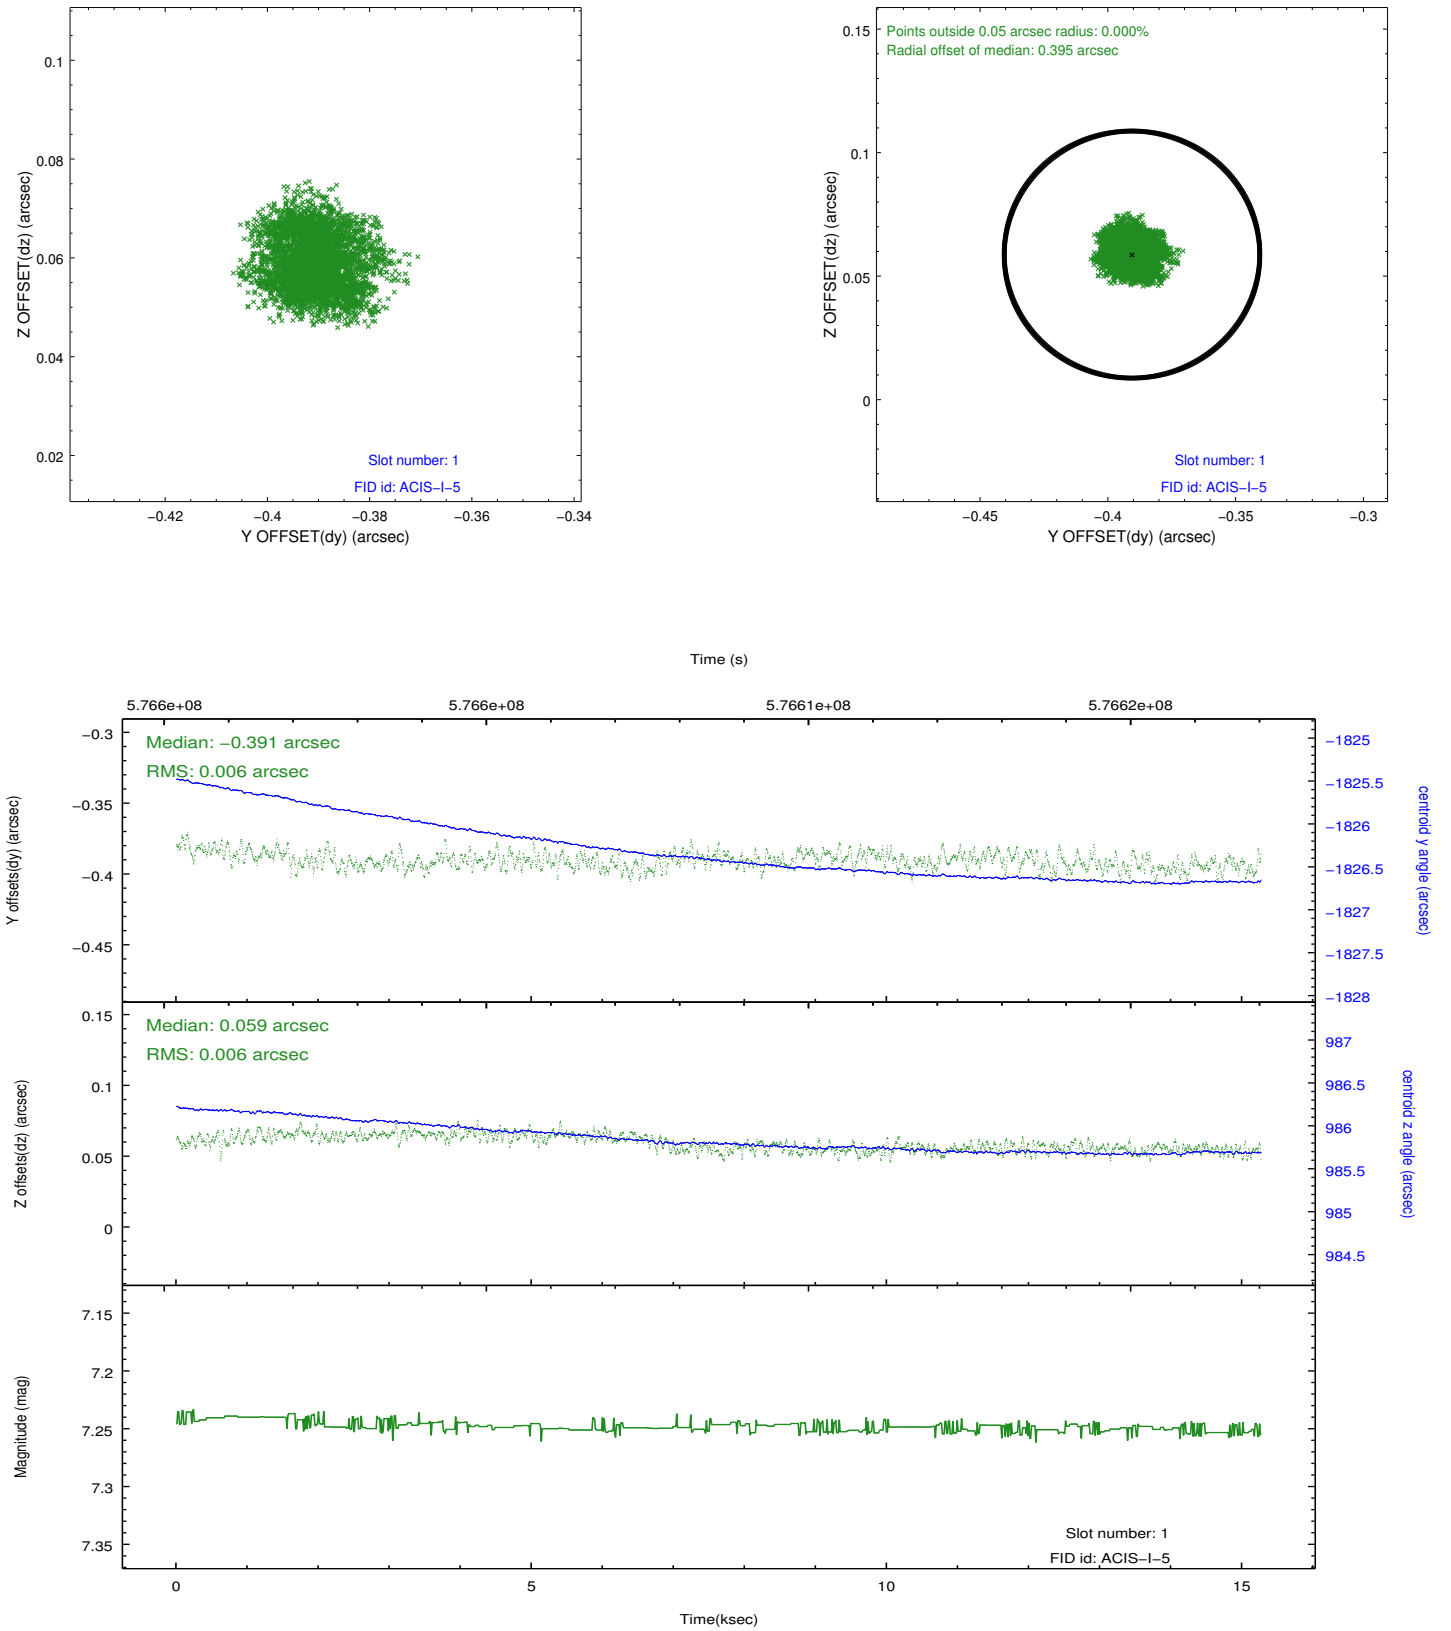 0.1
0.08
0.06
0.04
0.02
Z OFFSET(dz) (arcsec)
Slot number: 1
FID id: ACIS−I−5
−0.42 −0.4 −0.38 −0.36 −0.34
Y OFFSET(dy) (arcsec)
Points outside 0.05 arcsec radius: 0.000%
Radial offset of median: 0.395 arcsec
0.15
0.1
0.05
0
Z OFFSET(dz) (arcsec)
Slot number: 1
FID id: ACIS−I−5
−0.45 −0.4 −0.35 −0.3
Y OFFSET(dy) (arcsec)
Time (s)
5.766e+08 5.766e+08 5.7661e+08 5.7662e+08
Median: −0.391 arcsec
RMS: 0.006 arcsec
−0.3
−0.35
−0.4
−0.45
Y offsets(dy) (arcsec)
−1825
−1825.5
−1826
−1826.5
−1827
−1827.5
−1828
centroid y angle (arcsec)
Median: 0.059 arcsec
RMS: 0.006 arcsec
0.15
0.1
0.05
0
Z offsets(dz) (arcsec)
987
986.5
986
985.5
985
984.5
centroid z angle (arcsec)
7.15
7.2
7.25
7.3
7.35
Magnitude (mag)
Slot number: 1
FID id: ACIS−I−5
0 5 10 15
Time(ksec)